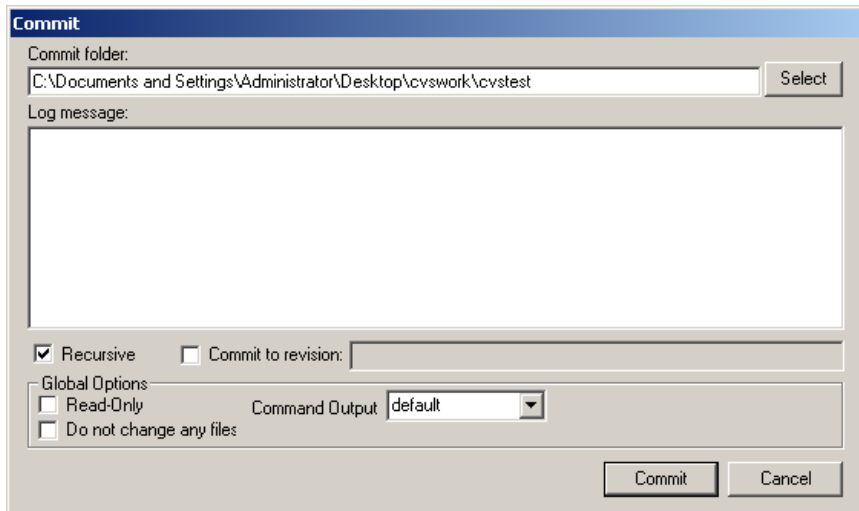 Commit
Commit folder:
C:\Documents and Settings\Administrator\Desktop\cvswork\cvstest
Select
Log message:
Recursive
Commit to revision:
Global Options
Read-Only
Command Output
default
Do not change any files
Commit
Cancel